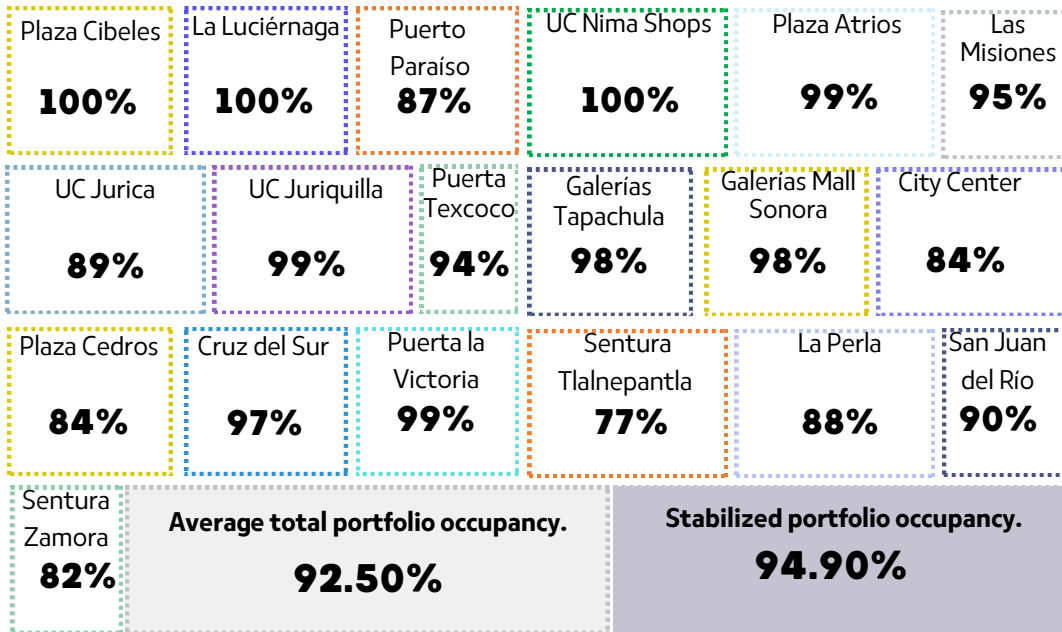 Plaza Cibeles
100%
La Luciérnaga
100%
Puerto
Paraíso
87%
UC Nima Shops
100%
Plaza Atrios
99%
Las
Misiones
95%
UC Jurica
89%
UC Juriquilla
99%
Puerta
Texcoco
94%
Galerías
Tapachula
98%
Galerías Mall
Sonora
98%
City Center
84%
Plaza Cedros
84%
Cruz del Sur
97%
Puerta la
Victoria
99%
Sentura
Tlalnepantla
77%
La Perla
88%
San Juan
del Río
90%
Sentura
Zamora
82%
Average total portfolio occupancy.
92.50%
Stabilized portfolio occupancy.
94.90%